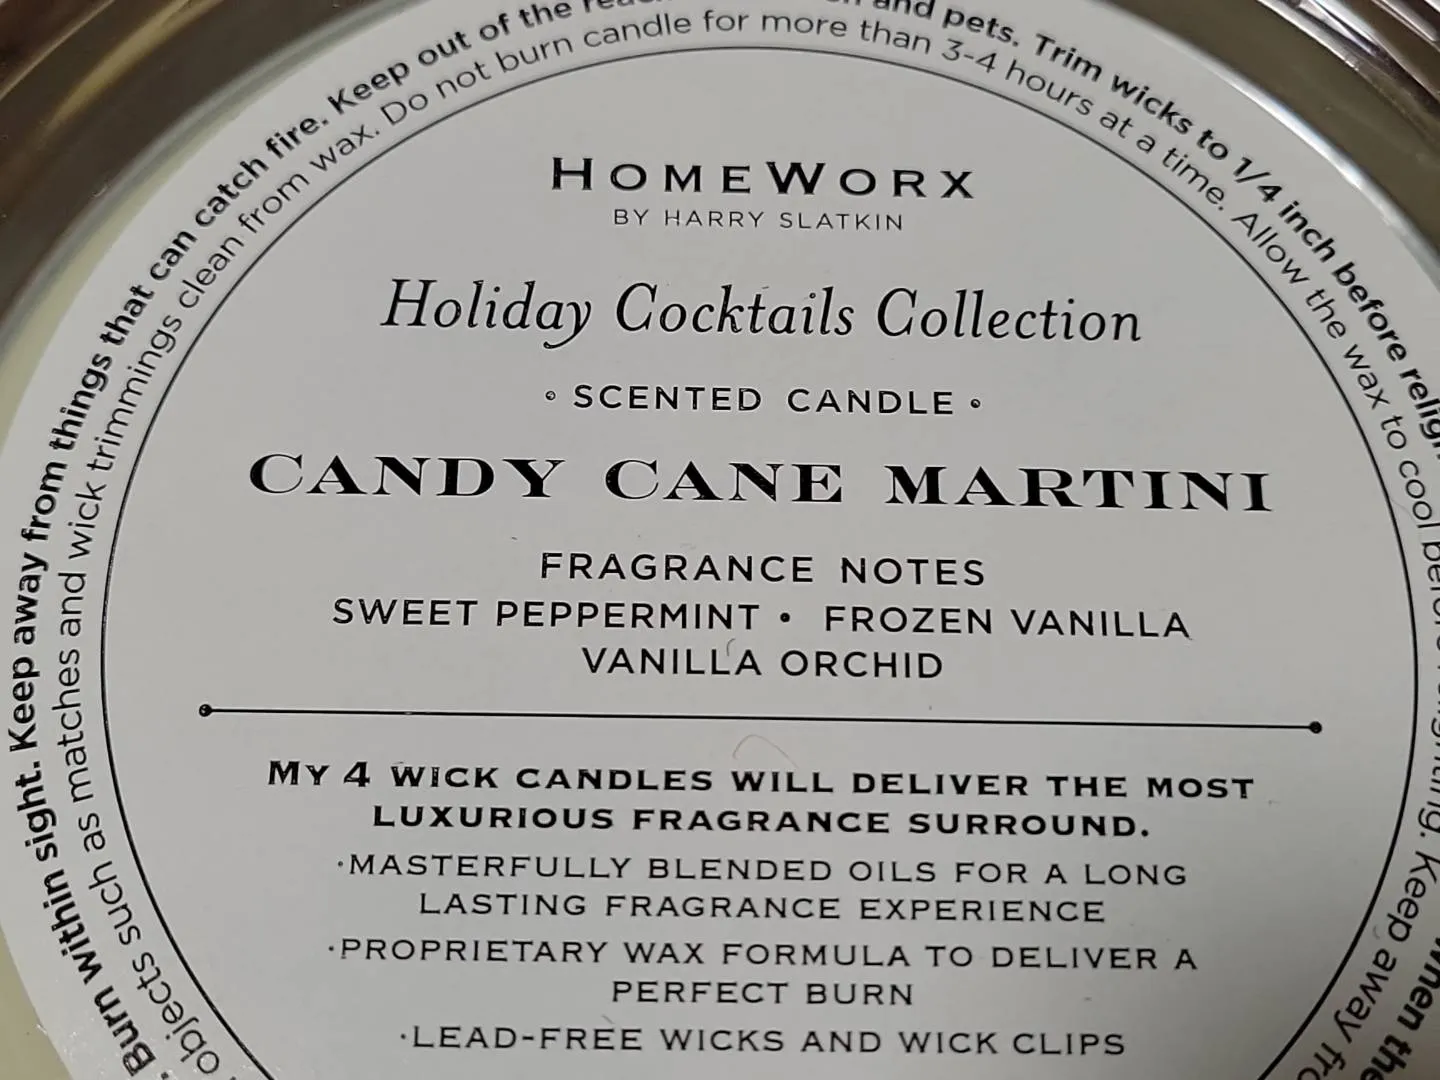 Burn within sight. Keep away from things that can catch fire. Keep out of the and pets. Trim wicks to 1/4 inch before
objects such as matches and wick trimmings clean from wax. Do not burn candle for more than 3-4 hours at a time. Allow the wax to cool Keep away
HOMEWORX
BY HARRY SLATKIN
Holiday Cocktails Collection
• SCENTED CANDLE •
CANDY CANE MARTINI
FRAGRANCE NOTES
SWEET PEPPERMINT • FROZEN VANILLA
VANILLA ORCHID
MY 4 WICK CANDLES WILL DELIVER THE MOST
LUXURIOUS FRAGRANCE SURROUND.
·MASTERFULLY BLENDED OILS FOR A LONG
LASTING FRAGRANCE EXPERIENCE
·PROPRIETARY WAX FORMULA TO DELIVER A
PERFECT BURN
·LEAD-FREE WICKS AND WICK CLIPS